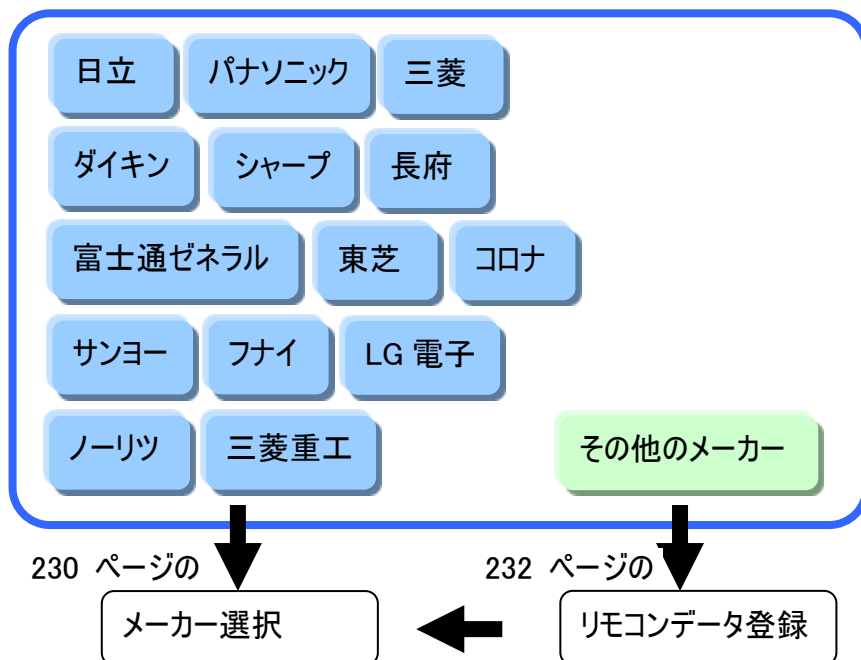 日立 パナソニック 三菱
ダイキン シャープ 長府
富士通ゼネラル 東芝 コロナ
サンヨー フナイ LG 電子
ノーリツ 三菱重工 その他のメーカー
230 ページの 232 ページの
メーカー選択 リモコンデータ登録